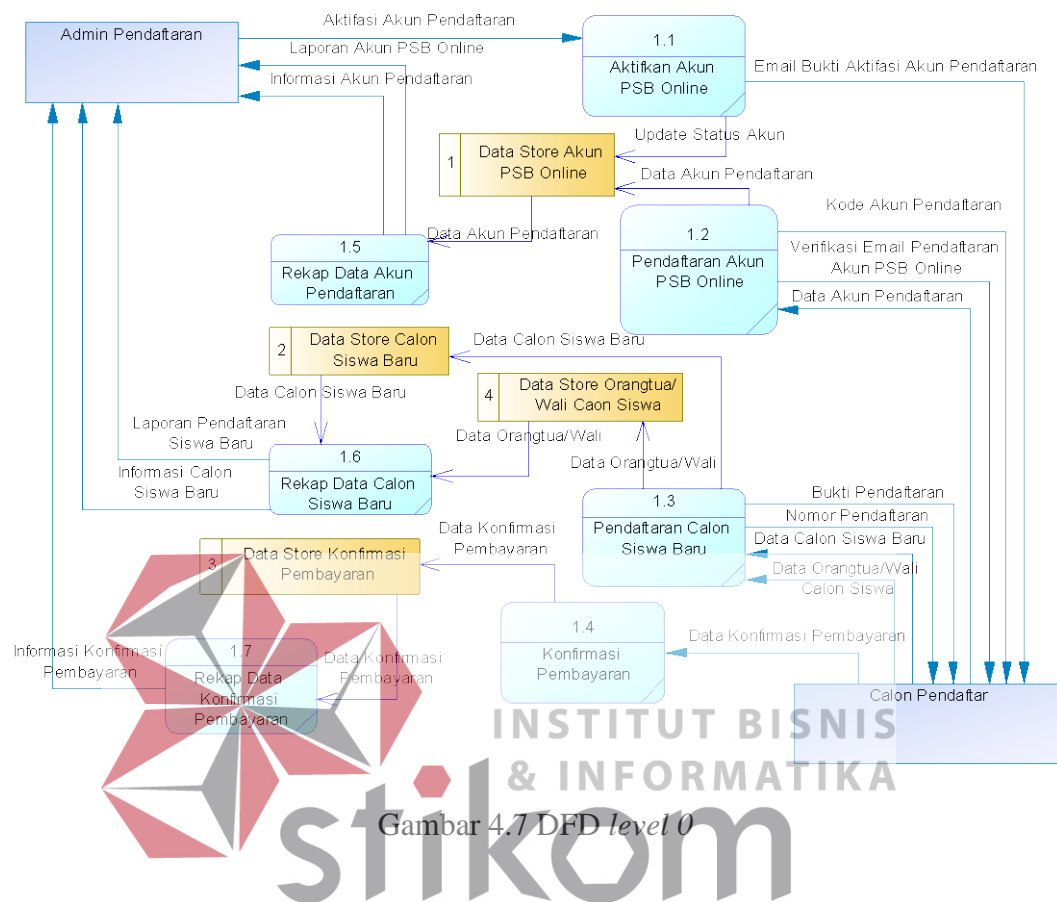 Aktifasi Akun Pendaftaran
Admin Pendaftaran
Laporan Akun PSB Online
Informasi Akun Pendaftaran
1.1
Aktifkan Akun
PSB Online
Email Bukti Aktifasi Akun Pendaftaran
Update Status Akun
1
Data Store Akun
PSB Online
Data Akun Pendaftaran
Kode Akun Pendaftaran
1.2
Pendaftaran Akun
PSB Online
Verifikasi Email Pendaftaran
Akun PSB Online
Data Akun Pendaftaran
Data Akun Pendaftaran
1.5
Rekap Data Akun
Pendaftaran
2
Data Store Calon
Siswa Baru
Data Calon Siswa Baru
Data Calon Siswa Baru
4
Data Store Orangtua/
Wali Caon Siswa
Laporan Pendaftaran
Siswa Baru
Data Orangtua/Wali
Data Orangtua/Wali
1.6
Rekap Data Calon
Siswa Baru
Informasi Calon
Siswa Baru
1.3
Pendaftaran Calon
Siswa Baru
Bukti Pendaftaran
Nomor Pendaftaran
Data Calon Siswa Baru
Data Orangtua/Wali
Calon Siswa
Data Konfirmasi
Pembayaran
3
Data Store Konfirmasi
Pembayaran
1.4
Konfirmasi
Pembayaran
Data Konfirmasi Pembayaran
Informasi Konfirmasi
Pembayaran
1.7
Rekap Data
Konfirmasi
Pembayaran
Data Konfirmasi
Pembayaran
Calon Pendaftar
INSTITUT BISNIS
& INFORMATIKA
stikom
Gambar 4.7 DFD level 0